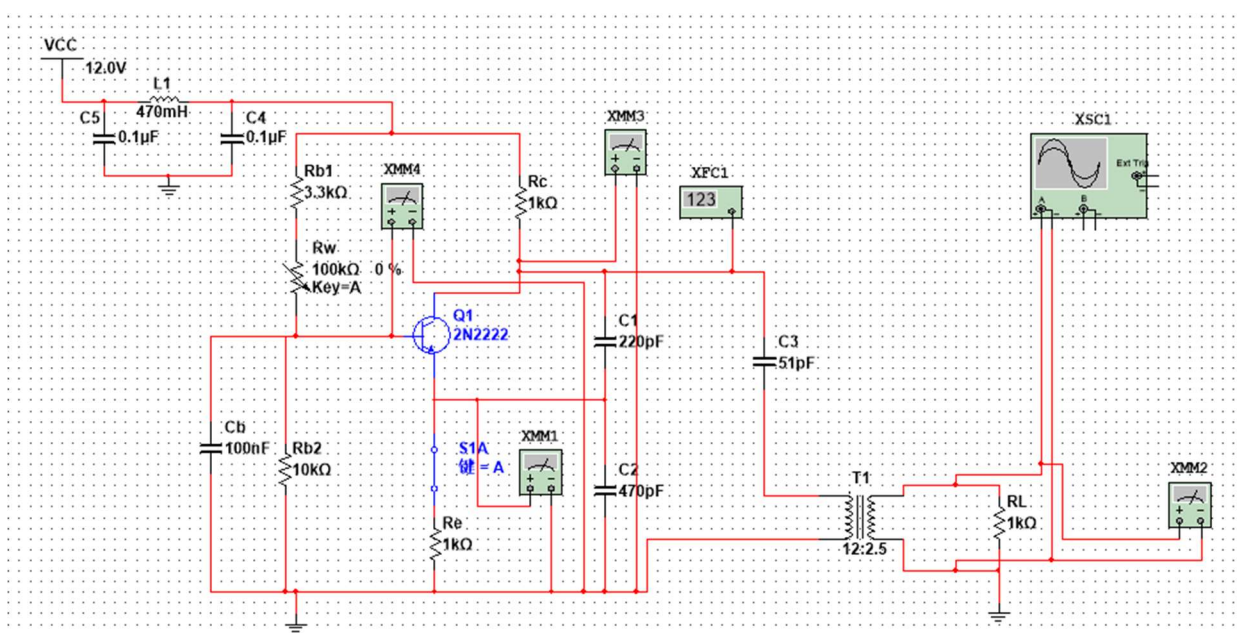 VCC
12.0V
L1
470mH
C5
0.1µF
C4
0.1µF
Rb1
3.3kΩ
XMM4
+ −
Rc
1kΩ
XMM3
+ −
XFC1
123
XSC1
Ext Trig
A
B
Rw
100kΩ 0 %
Key=A
Q1
2N2222
C1
220pF
C3
51pF
Cb
100nF
Rb2
10kΩ
S1A
键 = A
XMM1
+ −
C2
470pF
Re
1kΩ
T1
12:2.5
RL
1kΩ
XMM2
+ −